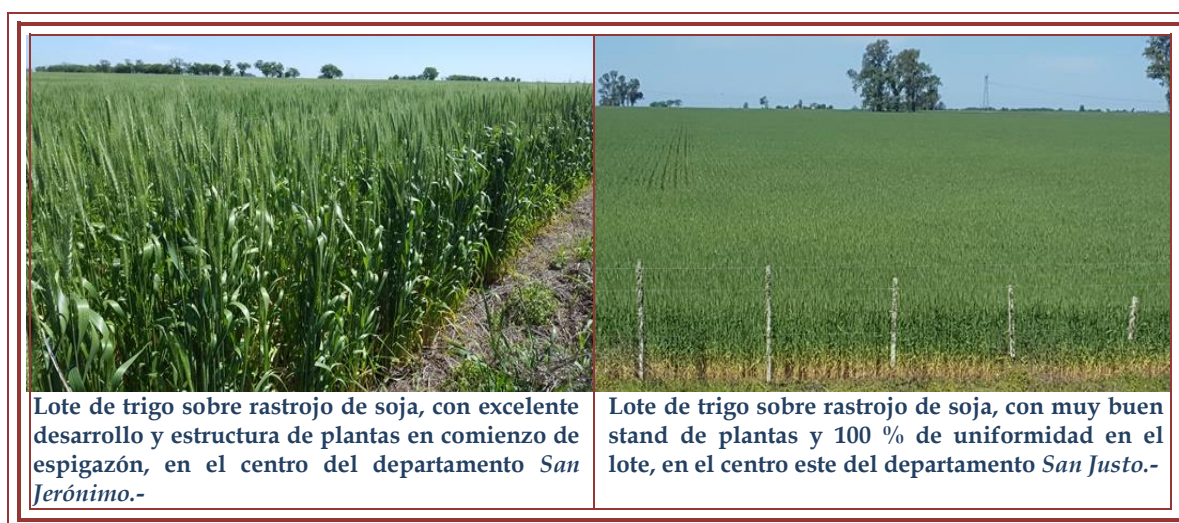 Lote de trigo sobre rastrojo de soja, con excelente
desarrollo y estructura de plantas en comienzo de
espigazón, en el centro del departamento San
Jerónimo.-
Lote de trigo sobre rastrojo de soja, con muy buen
stand de plantas y 100 % de uniformidad en el
lote, en el centro este del departamento San Justo.-